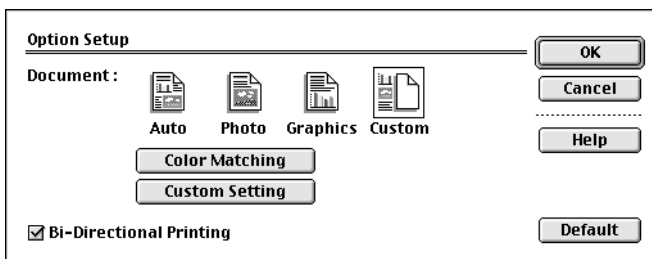 Option Setup
OK
Document :
Cancel
Auto Photo Graphics Custom
Help
Color Matching
Custom Setting
Bi-Directional Printing
Default